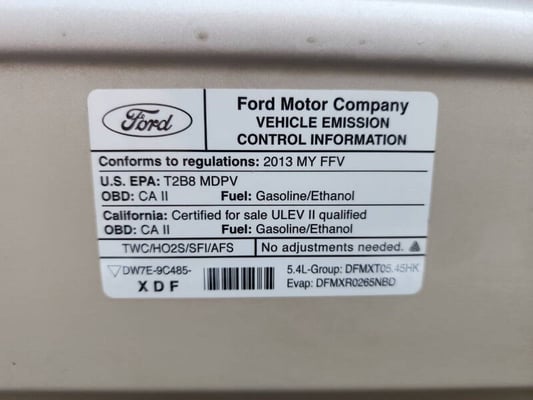 Ford
Ford Motor Company
VEHICLE EMISSION
CONTROL INFORMATION
Conforms to regulations: 2013 MY FFV
U.S. EPA: T2B8 MDPV
OBD: CA II Fuel: Gasoline/Ethanol
California: Certified for sale ULEV II qualified
OBD: CA II Fuel: Gasoline/Ethanol
TWC/HO2S/SFI/AFS No adjustments needed.
DW7E-9C485- 5.4L-Group: DFMXT05.45HK
XDF Evap: DFMXR0265NBD